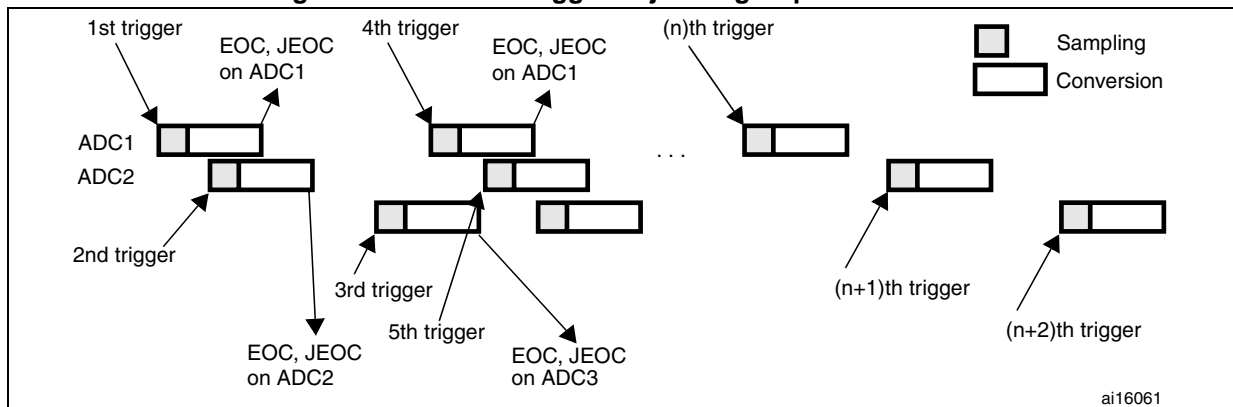 1st trigger
EOC, JEOC
on ADC1
4th trigger
EOC, JEOC
on ADC1
(n)th trigger
Sampling
Conversion
ADC1
ADC2
. . .
2nd trigger
3rd trigger
5th trigger
(n+1)th trigger
(n+2)th trigger
EOC, JEOC
on ADC2
EOC, JEOC
on ADC3
ai16061